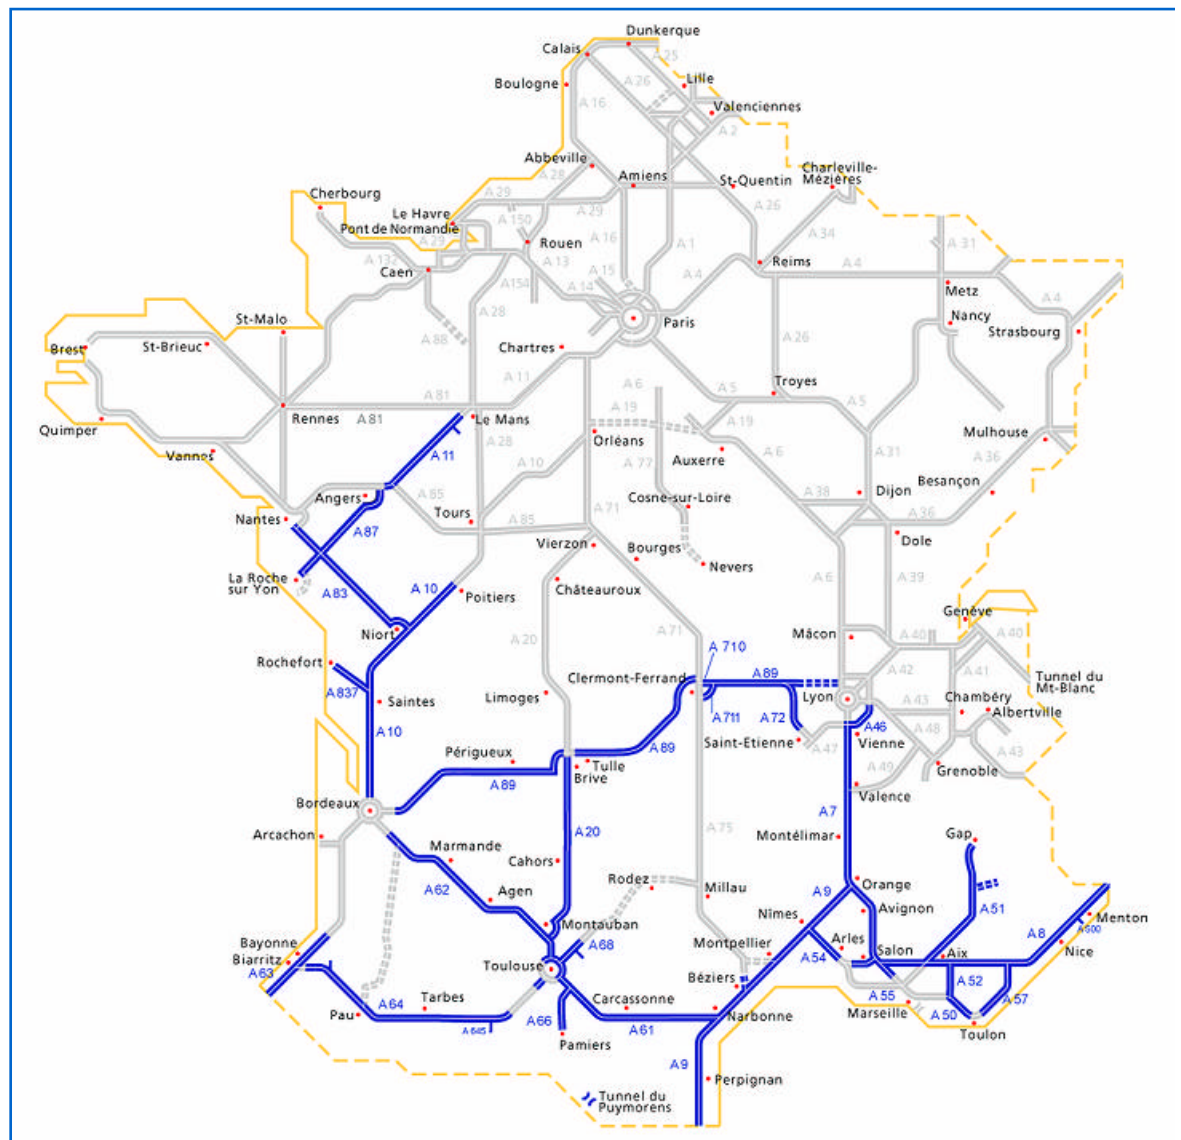 Dunkerque
Calais
A 25
Lille
A 26
Boulogne
A 16
Valenciennes
A 2
Abbeville
A 28
Amiens
St-Quentin
Charleville-
Mézières
Cherbourg
A 29
A 26
Le Havre
A 150
A 29
A 34
Pont de Normandie
A 29
Rouen
A 16
A 1
A 31
A 132
Caen
A 13
A 15
A 4
Reims
A 4
A154
A 14
Metz
A 4
St-Malo
A 28
Paris
Nancy
Strasbourg
Brest
St-Brieuc
A 88
Chartres
A 26
A 11
A 6
A 5
Troyes
A 81
A 19
A 5
Quimper
Rennes
A 81
Le Mans
A 19
Orléans
Mulhouse
Vannes
A 11
A 28
A 10
A 77
Auxerre
A 6
A 31
A 36
Angers
A 85
Cosne-sur-Loire
A 38
Dijon
Besançon
Nantes
Tours
A 85
A 71
A 36
A 87
Vierzon
Bourges
Dole
La Roche
sur Yon
A 83
A 10
Poitiers
Châteauroux
Nevers
A 6
A 39
Genève
Niort
A 20
A 71
Mâcon
A 40
A 40
Rochefort
A 710
Clermont-Ferrand
A 89
A 42
A 41
Tunnel du
Mt-Blanc
A 837
Saintes
Limoges
Lyon
A 43
Chambéry
Albertville
A 711
A 72
A 46
A 10
Saint-Etienne
A 47
Vienne
A 48
A 43
Périgueux
A 89
Tulle
Brive
A 49
Grenoble
A 89
Valence
Bordeaux
A 7
Arcachon
A 20
A 75
Montélimar
Gap
Marmande
Cahors
A 62
Agen
Rodez
Millau
A 9
Orange
Avignon
A 51
Montauban
Nîmes
Menton
A 8
A 500
Bayonne
A 68
Montpellier
Arles
Salon
Aix
Nice
Biarritz
Toulouse
A 54
A 63
Béziers
A 52
A 64
Tarbes
Carcassonne
A 55
A 57
Pau
A 66
Narbonne
Marseille
A 50
A 645
A 61
Toulon
Pamiers
A 9
Perpignan
Tunnel du
Puymorens